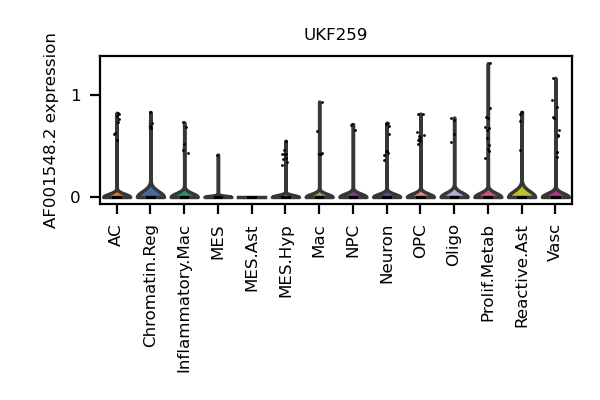 UKF259
AF001548.2 expression
1
0
AC
Chromatin.Reg
Inflammatory.Mac
MES
MES.Ast
MES.Hyp
Mac
NPC
Neuron
OPC
Oligo
Prolif.Metab
Reactive.Ast
Vasc